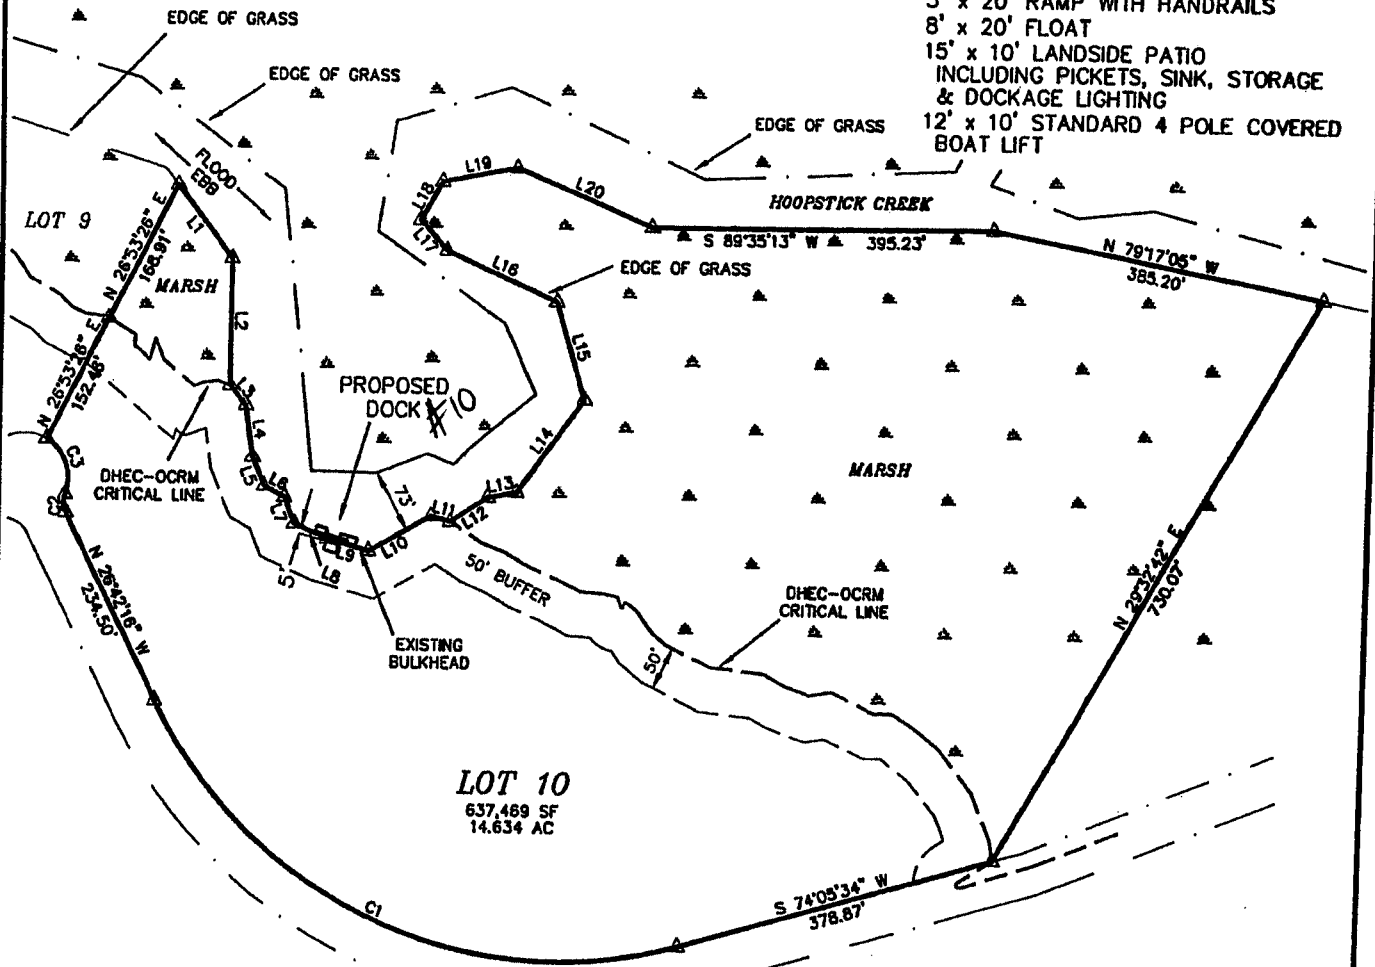 EDGE OF GRASS
EDGE OF GRASS
5' x 20' RAMP WITH HANDRAILS
8' x 20' FLOAT
15' x 10' LANDSIDE PATIO
INCLUDING PICKETS, SINK, STORAGE
& DOCKAGE LIGHTING
12' x 10' STANDARD 4 POLE COVERED
BOAT LIFT
EDGE OF GRASS
FLOOD
EBB
L19
L18
L20
L17
L16
HOOPSTICK CREEK
S 89°35'13" W 395.23'
N 79°17'05" W
385.20'
LOT 9
N 26°53'26" E
168.91'
L1
MARSH
EDGE OF GRASS
L2
L15
N 26°53'26" E
152.48'
L3
PROPOSED
DOCK #10
L4
L14
C3
DHEC-OCRM
CRITICAL LINE
L5
L6
MARSH
73'
L13
C2
L7
L11
L12
L9
L10
L8
5'
50' BUFFER
N 26°42'16" W
234.50'
DHEC-OCRM
CRITICAL LINE
N 29°32'42" E
730.07'
EXISTING
BULKHEAD
50'
LOT 10
637,469 SF
14.634 AC
C1
S 74°05'34" W
378.87'